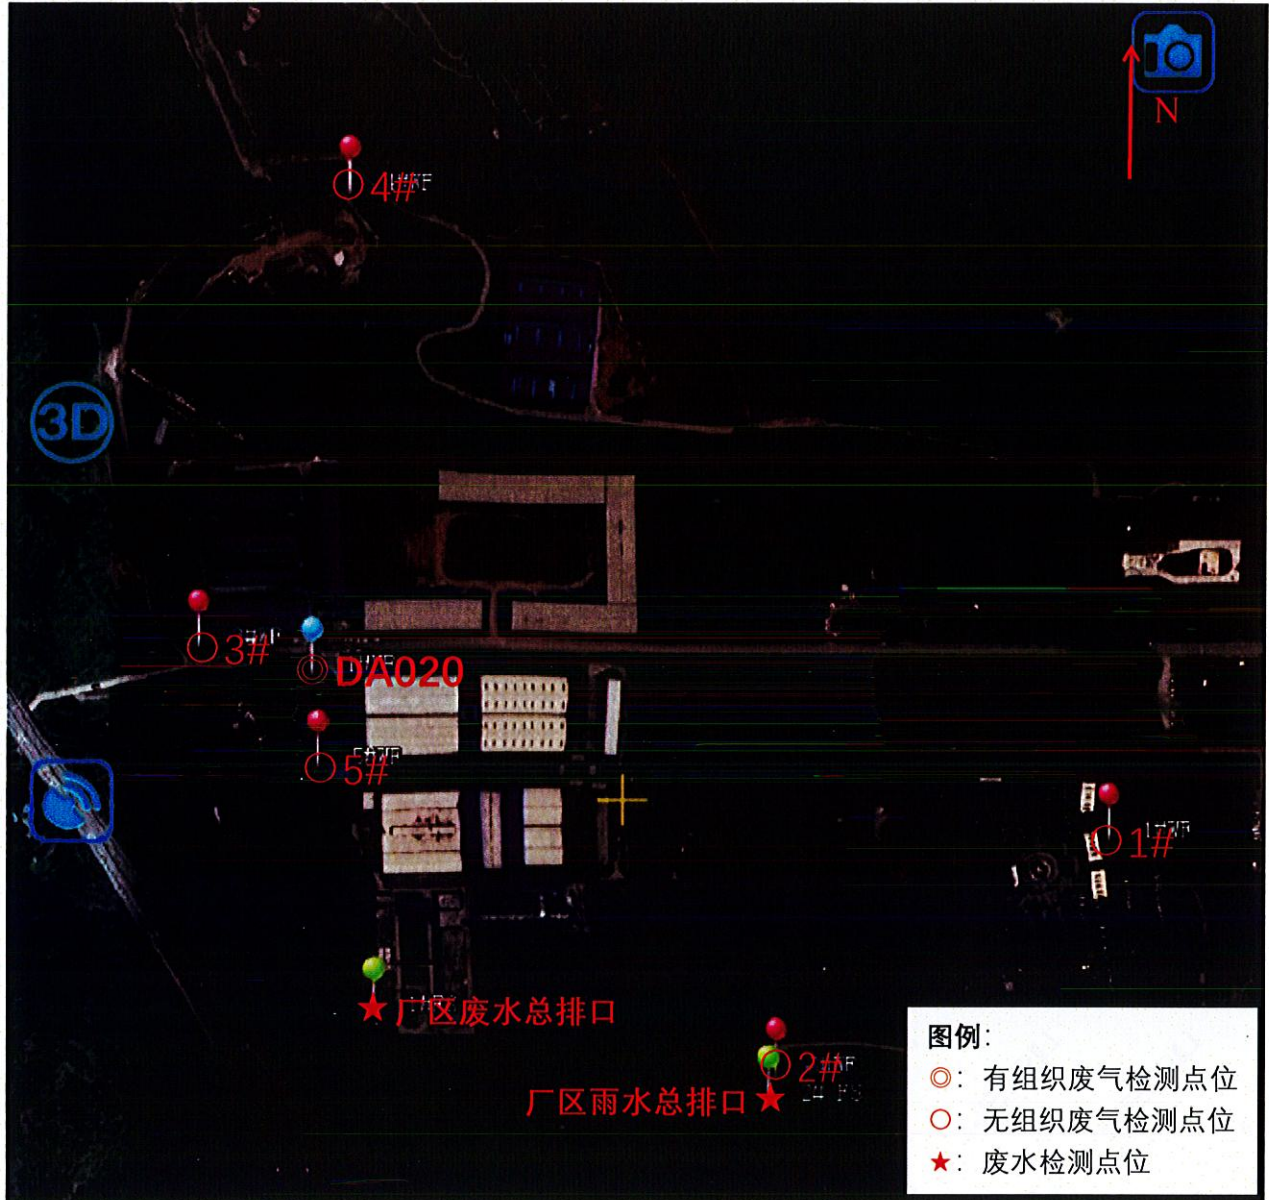 N
4#
3D
3#
DA020
5#
1#
厂区废水总排口
2#
厂区雨水总排口
图例：
◎：有组织废气检测点位
○：无组织废气检测点位
★：废水检测点位